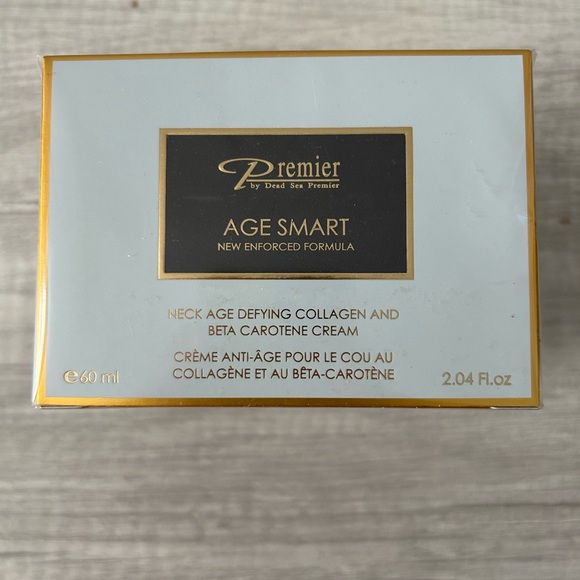 Premier
by Dead Sea Premier
AGE SMART
NEW ENFORCED FORMULA
NECK AGE DEFYING COLLAGEN AND
BETA CAROTENE CREAM
CRÈME ANTI-ÂGE POUR LE COU AU
COLLAGÈNE ET AU BÊTA-CAROTÈNE
℮60 ml
2.04 Fl.oz